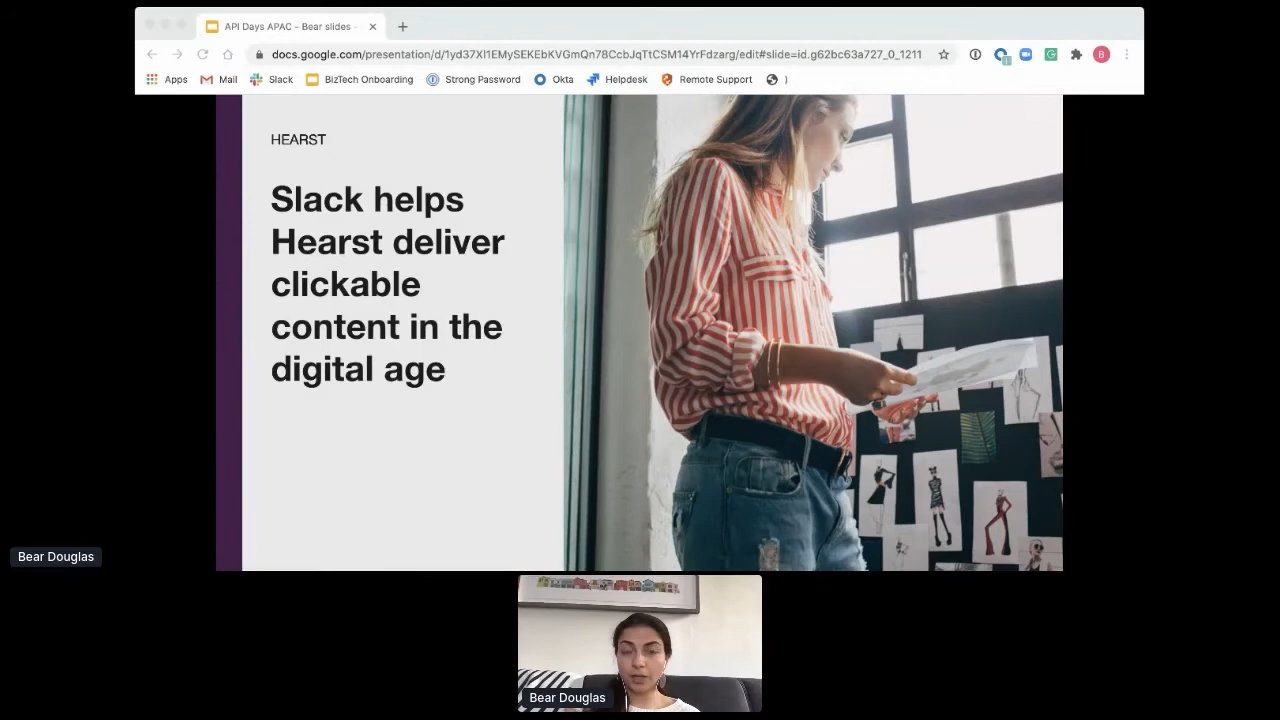 API Days APAC - Bear slides -
docs.google.com/presentation/d/1yd37Xl1EMySEKEbKVGmQn78CcbJqTtCSM14YrFdzarg/edit#slide=id.g62bc63a727_0_1211
B
Apps Mail Slack BizTech Onboarding Strong Password Okta Helpdesk Remote Support )
HEARST
Slack helps
Hearst deliver
clickable
content in the
digital age
Bear Douglas
Bear Douglas